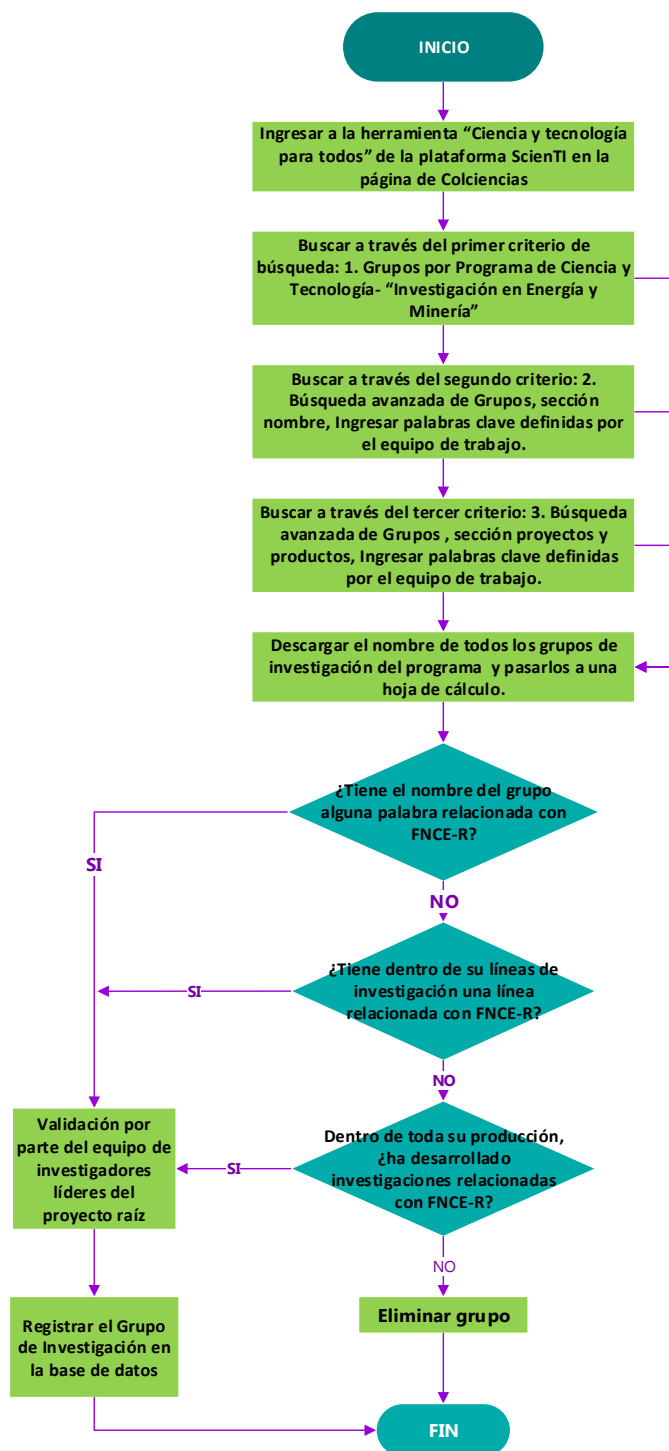 INICIO
Ingresar a la herramienta “Ciencia y tecnología
para todos” de la plataforma ScienTI en la
página de Colciencias
Buscar a través del primer criterio de
búsqueda: 1. Grupos por Programa de Ciencia y
Tecnología- “Investigación en Energía y
Minería”
Buscar a través del segundo criterio: 2.
Búsqueda avanzada de Grupos, sección
nombre, Ingresar palabras clave definidas por
el equipo de trabajo.
Buscar a través del tercer criterio: 3. Búsqueda
avanzada de Grupos , sección proyectos y
productos, Ingresar palabras clave definidas
por el equipo de trabajo.
Descargar el nombre de todos los grupos de
investigación del programa y pasarlos a una
hoja de cálculo.
¿Tiene el nombre del grupo
alguna palabra relacionada con
FNCE-R?
SI
NO
¿Tiene dentro de su líneas de
investigación una línea
relacionada con FNCE-R?
SI
NO
Dentro de toda su producción,
¿ha desarrollado
investigaciones relacionadas
con FNCE-R?
SI
Validación por
parte del equipo de
investigadores
líderes del
proyecto raíz
NO
Eliminar grupo
Registrar el Grupo
de Investigación en
la base de datos
FIN